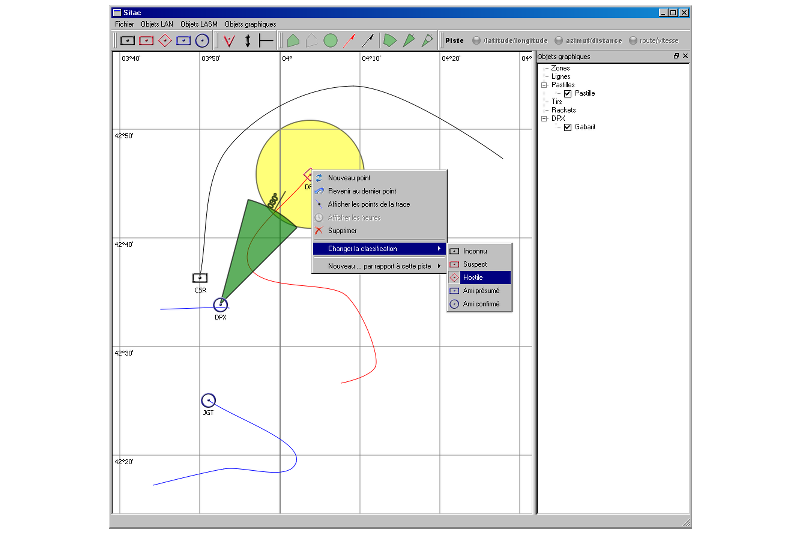 Sitac
Fichier Objets LAN Objets LASM Objets graphiques
Piste /latitude/longitude azimut/distance route/vitesse
03°40' 03°50' 04° 04°10' 04°20' 04°
Objets graphiques
Zones
Lignes
Pastilles
Pastille
Tirs
Rackets
DPX
Gabarit
42°50'
42°40'
42°30'
42°20'
080°
Nouveau point
Revenir au dernier point
Afficher les points de la trace
Afficher les heures
Supprimer
Changer la classification
Nouveau ... par rapport à cette piste
Inconnu
Suspect
Hostile
Ami présumé
Ami confirmé
DPX
JGT